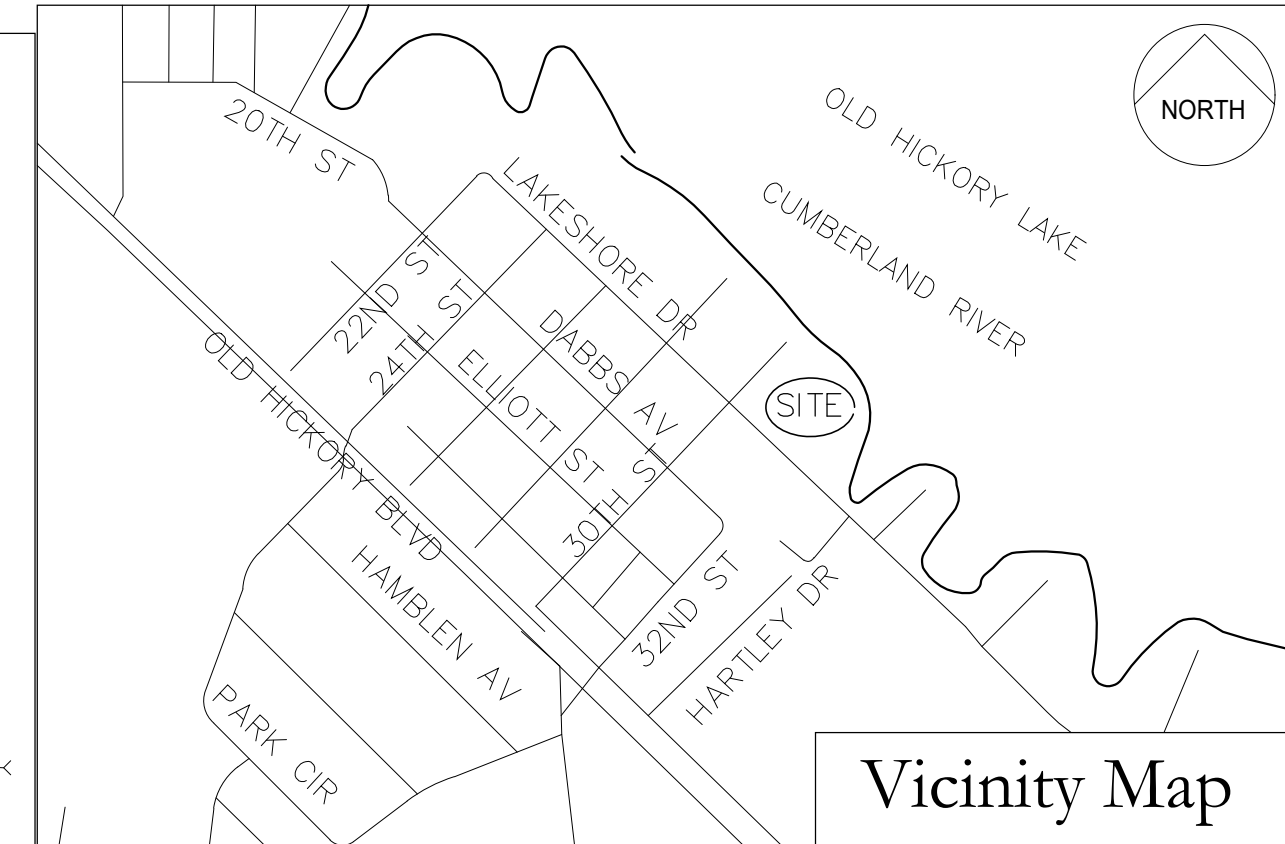 NORTH
OLD HICKORY LAKE
CUMBERLAND RIVER
20TH ST
LAKESHORE DR
22ND ST
24TH ST
DABBS AV
ELLIOTT ST
OLD HICKORY BLVD
SITE
30TH S
32ND ST
HARTLEY DR
HAMBLEN AV
PARK CIR
Y
Vicinity Map